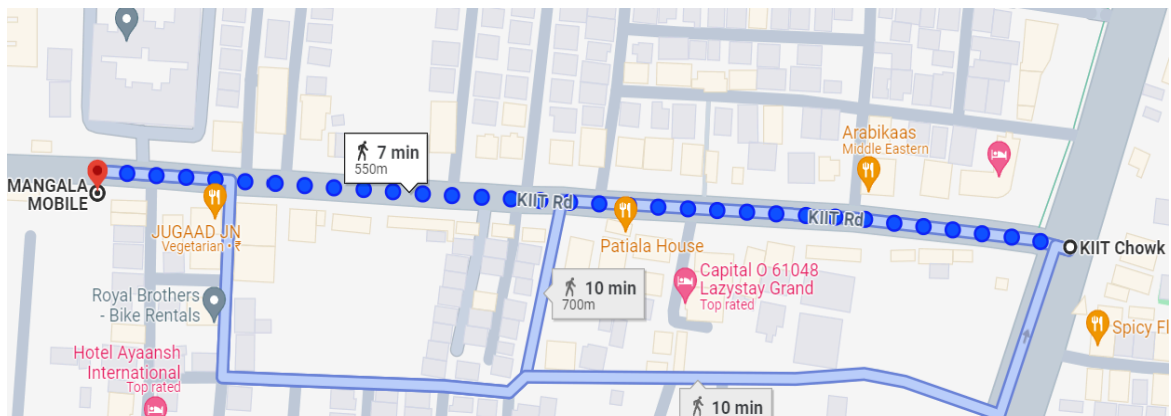 7 min
550m
Arabikaas
Middle Eastern
MANGALA
MOBILE
KIIT Rd
KIIT Rd
JUGAAD JN
Vegetarian • ₹
Patiala House
KIIT Chowk
Capital O 61048
Lazystay Grand
Top rated
10 min
700m
Royal Brothers
- Bike Rentals
Spicy Fl
Hotel Ayaansh
International
Top rated
10 min